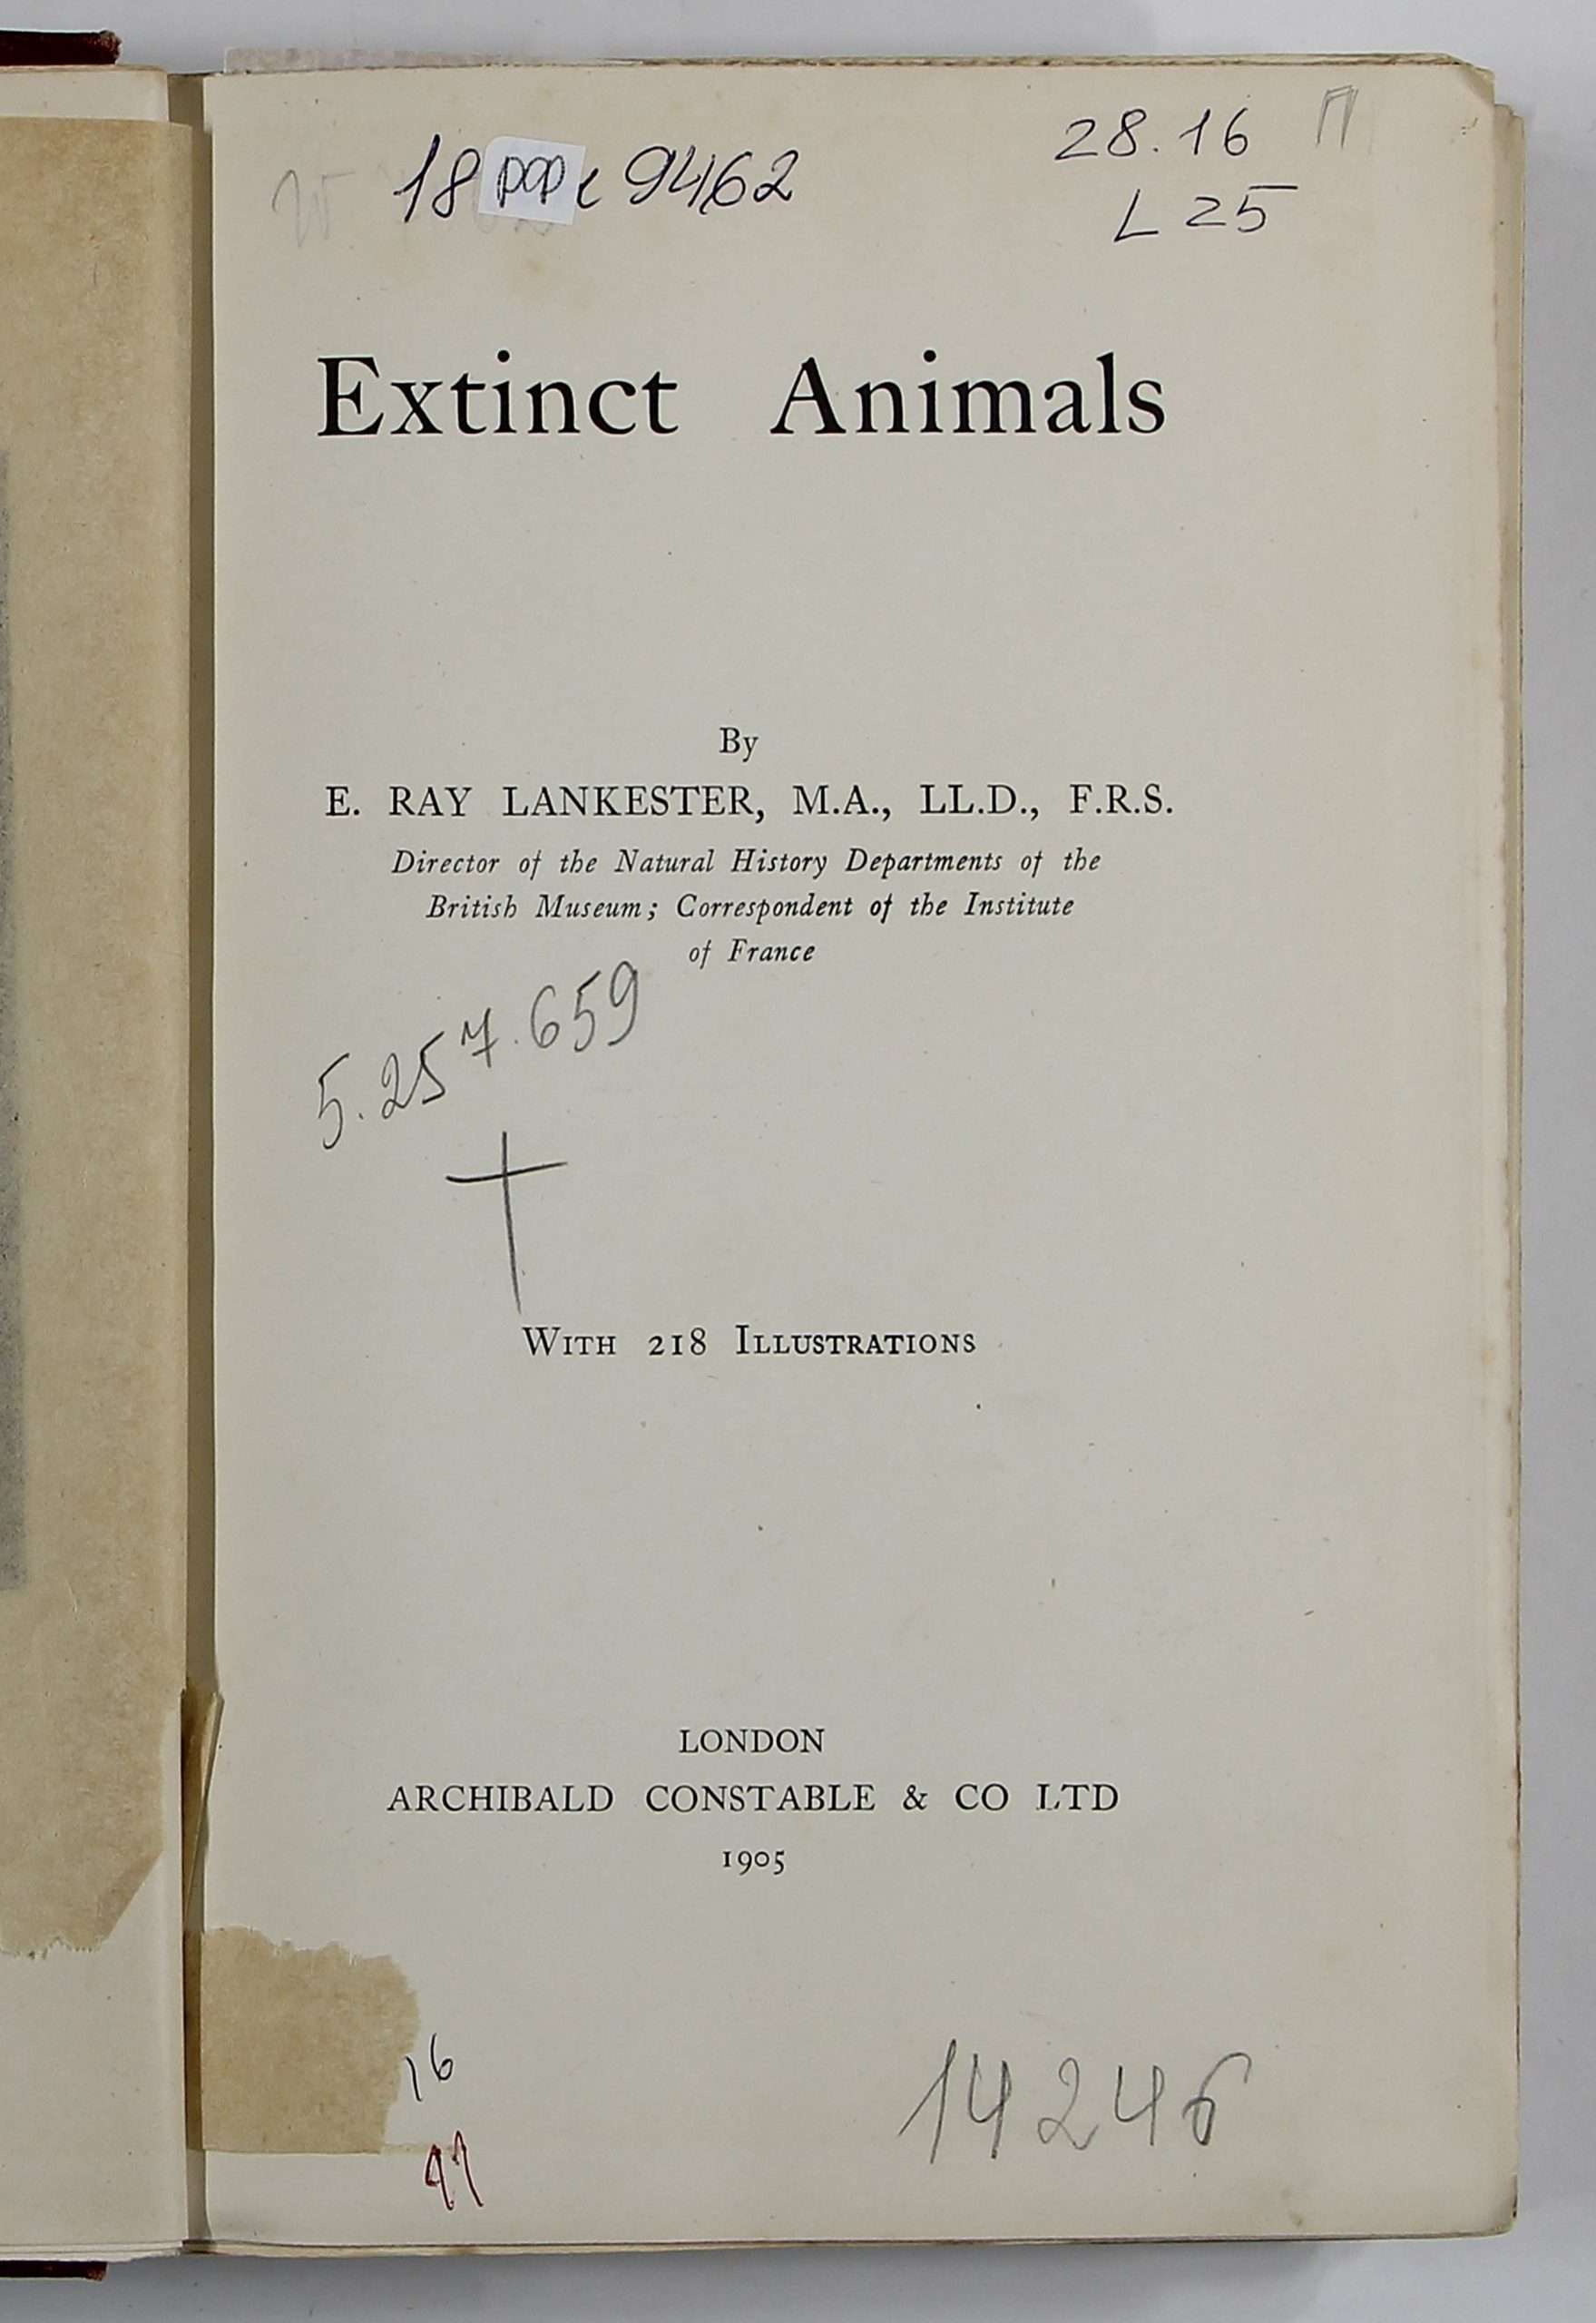 18 фф 9462
28.16 П
L 25
Extinct Animals
By
E. RAY LANKESTER, M.A., LL.D., F.R.S.
Director of the Natural History Departments of the
British Museum; Correspondent of the Institute
of France
5.257.659
WITH 218 ILLUSTRATIONS
LONDON
ARCHIBALD CONSTABLE & CO LTD
1905
16
14246